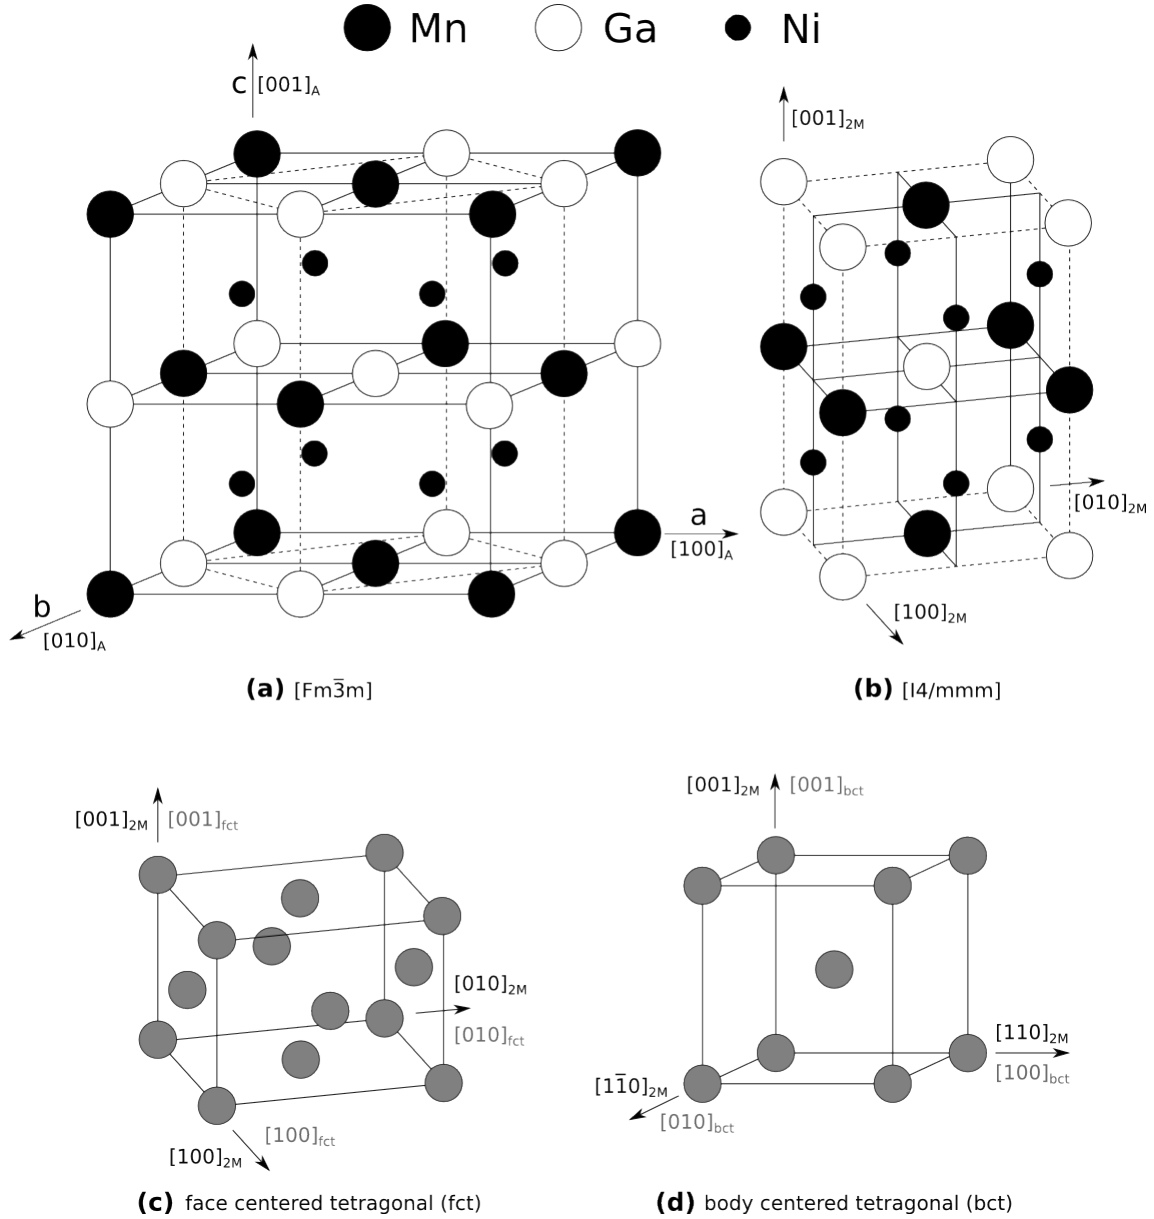 Mn Ga Ni
c [001]A
[001]2M
a
[100]A
b
[010]A
[010]2M
[100]2M
(a) [Fm3̅m]
(b) [I4/mmm]
[001]2M [001]fct
[001]2M [001]bct
[010]2M
[010]fct
[110]2M
[100]bct
[11̅0]2M
[010]bct
[100]fct
[100]2M
(c) face centered tetragonal (fct)
(d) body centered tetragonal (bct)